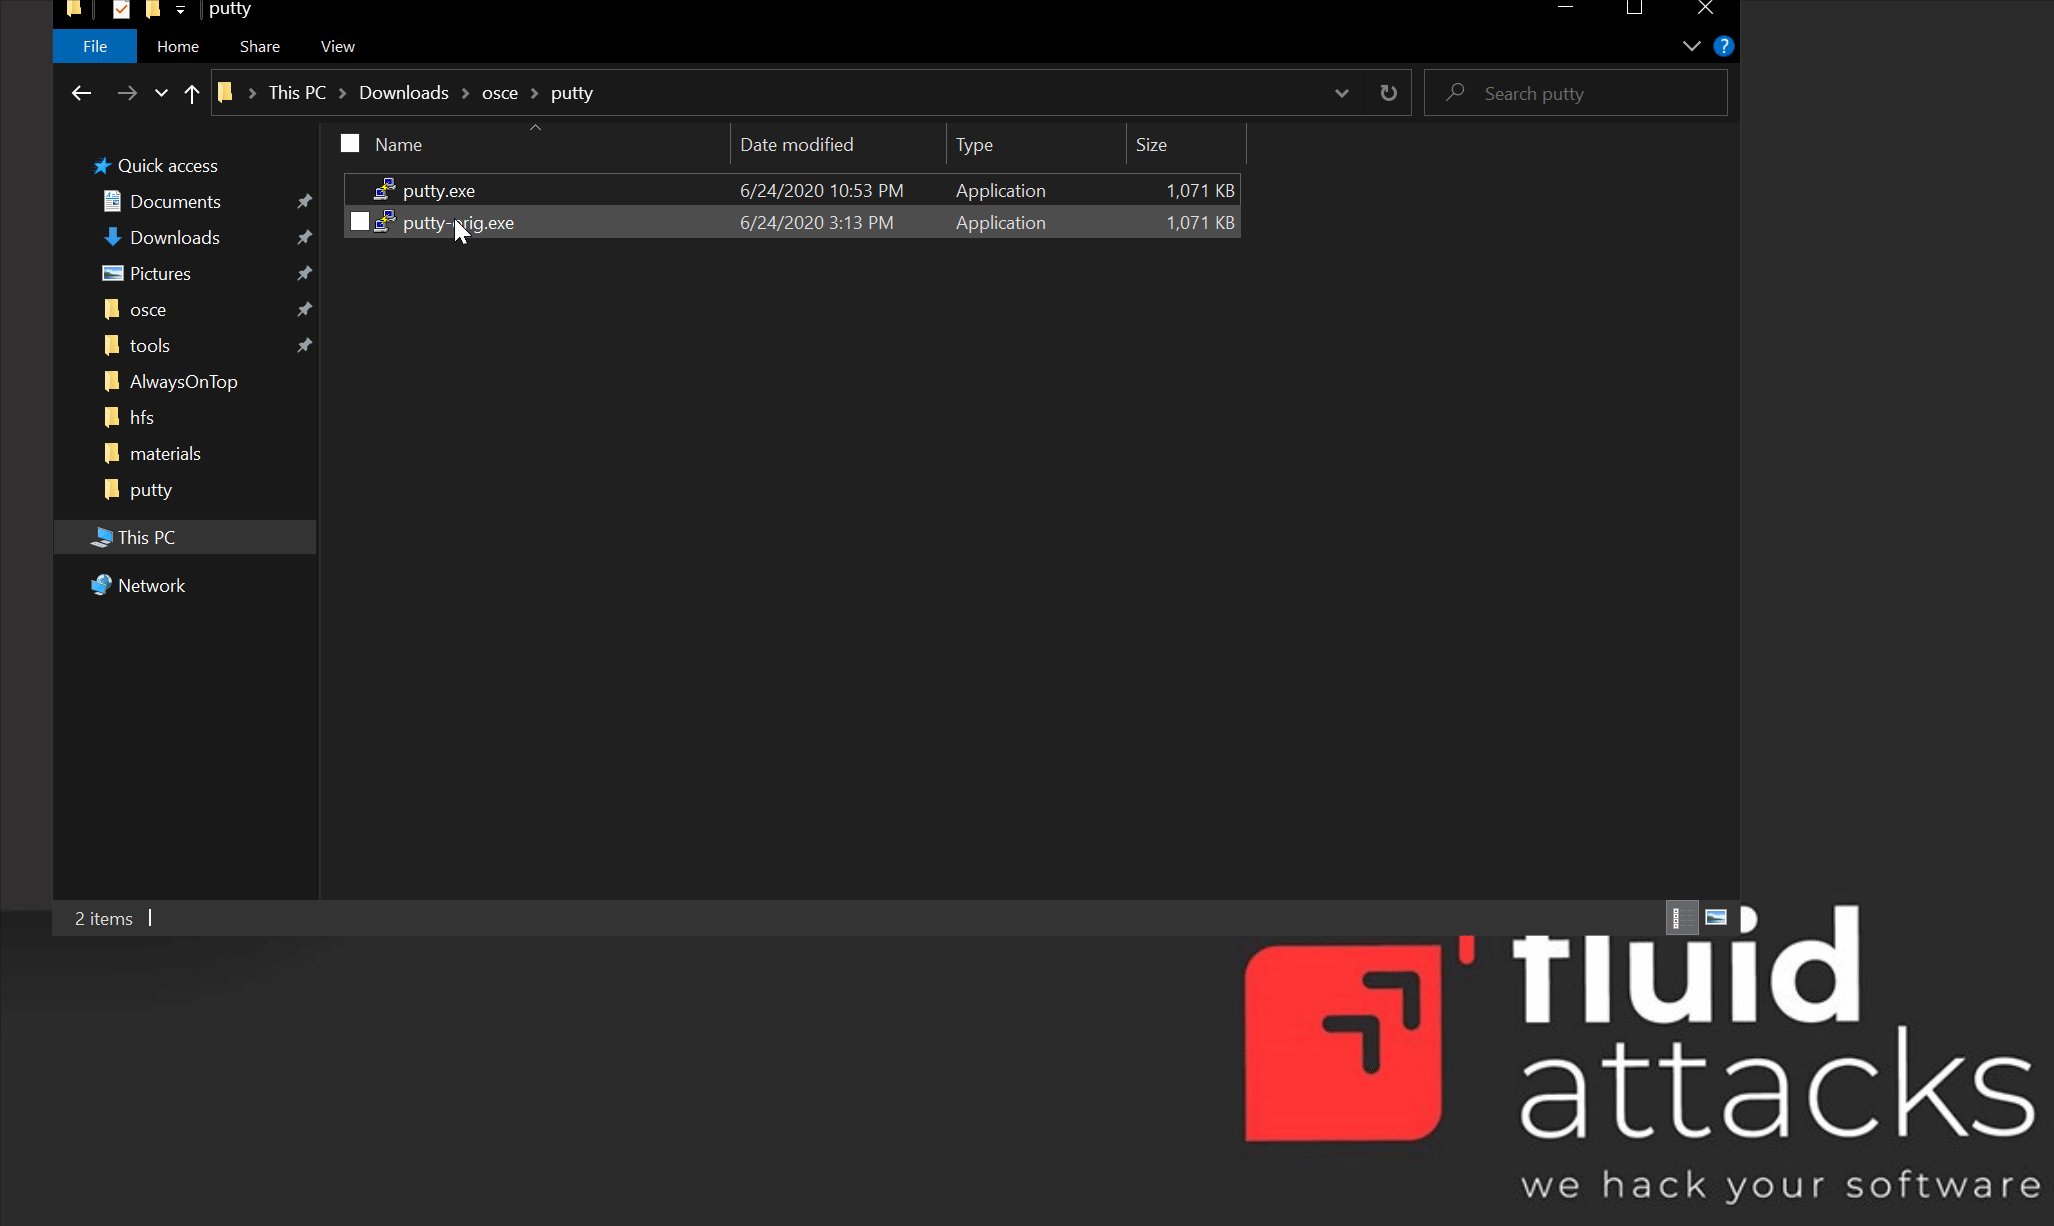 putty
File Home Share View
?
This PC > Downloads > osce > putty
Search putty
Name Date modified Type Size
putty.exe 6/24/2020 10:53 PM Application 1,071 KB
putty-orig.exe 6/24/2020 3:13 PM Application 1,071 KB
Quick access
Documents
Downloads
Pictures
osce
tools
AlwaysOnTop
hfs
materials
putty
This PC
Network
2 items
fluid
attacks
we hack your software